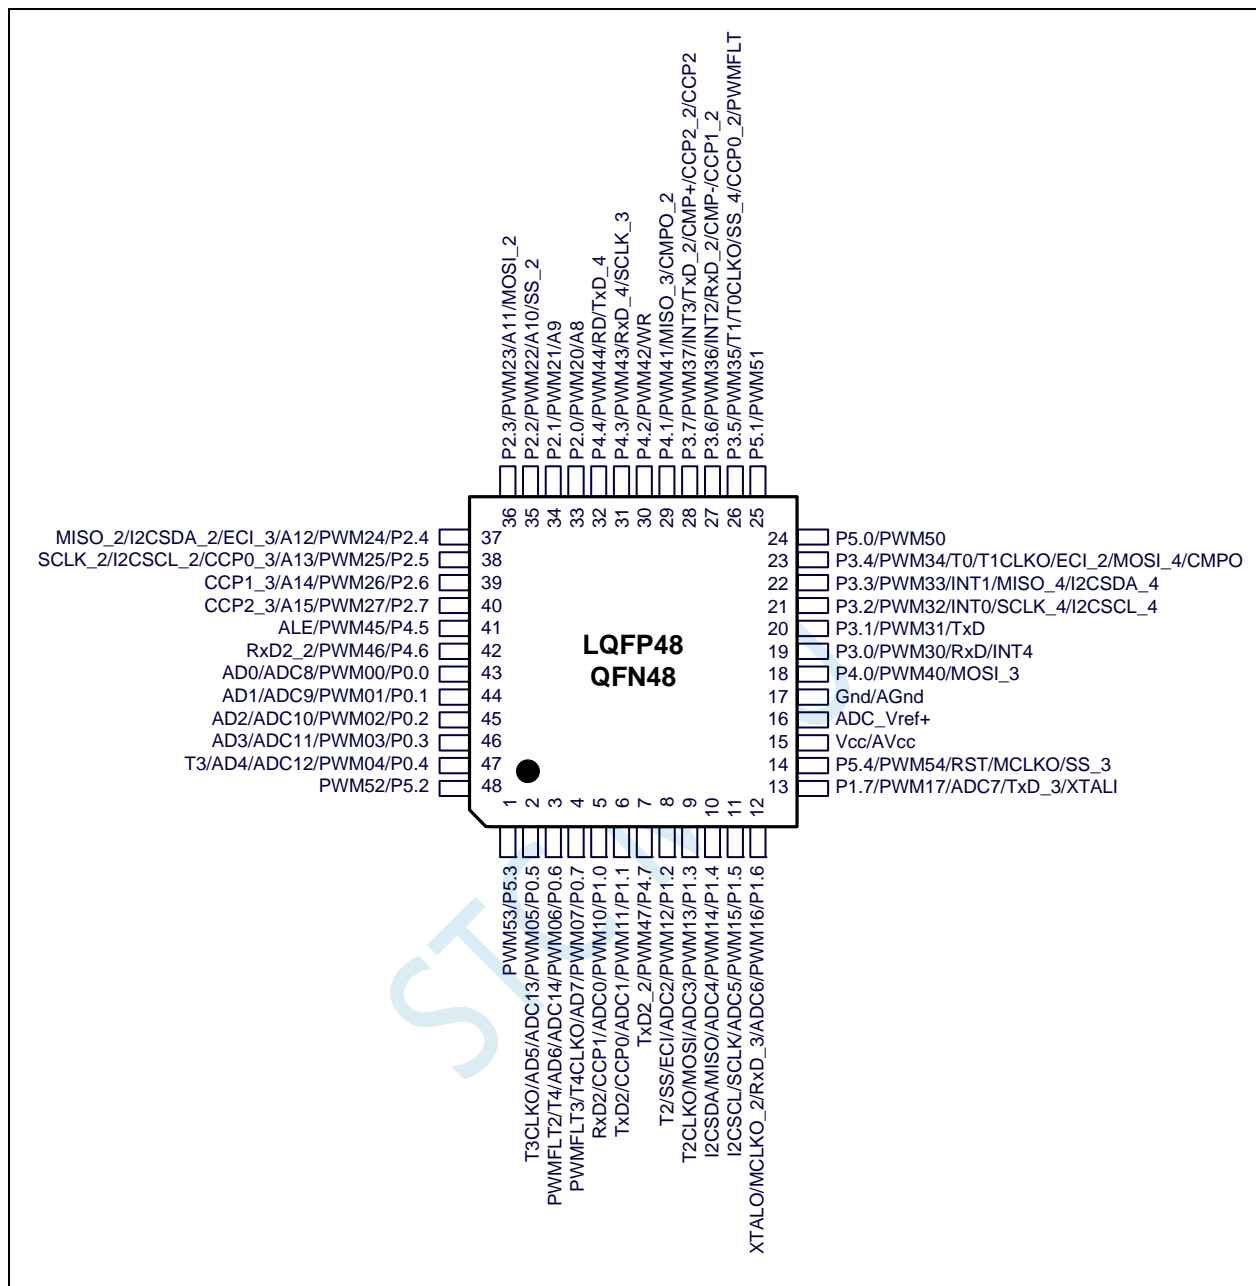 P2.3/PWM23/A11/MOSI_2
P2.2/PWM22/A10/SS_2
P2.1/PWM21/A9
P2.0/PWM20/A8
P4.4/PWM44/RD/TxD_4
P4.3/PWM43/RxD_4/SCLK_3
P4.2/PWM42/WR
P4.1/PWM41/MISO_3/CMPO_2
P3.7/PWM37/INT3/TxD_2/CMP+/CCP2_2/CCP2
P3.6/PWM36/INT2/RxD_2/CMP-/CCP1_2
P3.5/PWM35/T1/T0CLKO/SS_4/CCP0_2/PWMFLT
P5.1/PWM51
36 35 34 33 32 31 30 29 28 27 26 25
MISO_2/I2CSDA_2/ECI_3/A12/PWM24/P2.4 37
SCLK_2/I2CSCL_2/CCP0_3/A13/PWM25/P2.5 38
CCP1_3/A14/PWM26/P2.6 39
CCP2_3/A15/PWM27/P2.7 40
ALE/PWM45/P4.5 41
RxD2_2/PWM46/P4.6 42
AD0/ADC8/PWM00/P0.0 43
AD1/ADC9/PWM01/P0.1 44
AD2/ADC10/PWM02/P0.2 45
AD3/ADC11/PWM03/P0.3 46
T3/AD4/ADC12/PWM04/P0.4 47
PWM52/P5.2 48
LQFP48
QFN48
24 P5.0/PWM50
23 P3.4/PWM34/T0/T1CLKO/ECI_2/MOSI_4/CMPO
22 P3.3/PWM33/INT1/MISO_4/I2CSDA_4
21 P3.2/PWM32/INT0/SCLK_4/I2CSCL_4
20 P3.1/PWM31/TxD
19 P3.0/PWM30/RxD/INT4
18 P4.0/PWM40/MOSI_3
17 Gnd/AGnd
16 ADC_Vref+
15 Vcc/AVcc
14 P5.4/PWM54/RST/MCLKO/SS_3
13 P1.7/PWM17/ADC7/TxD_3/XTALI
1 2 3 4 5 6 7 8 9 10 11 12
PWM53/P5.3
T3CLKO/AD5/ADC13/PWM05/P0.5
PWMFLT2/T4/AD6/ADC14/PWM06/P0.6
PWMFLT3/T4CLKO/AD7/PWM07/P0.7
RxD2/CCP1/ADC0/PWM10/P1.0
TxD2/CCP0/ADC1/PWM11/P1.1
TxD2_2/PWM47/P4.7
T2/SS/ECI/ADC2/PWM12/P1.2
T2CLKO/MOSI/ADC3/PWM13/P1.3
I2CSDA/MISO/ADC4/PWM14/P1.4
I2CSCL/SCLK/ADC5/PWM15/P1.5
XTALO/MCLKO_2/RxD_3/ADC6/PWM16/P1.6